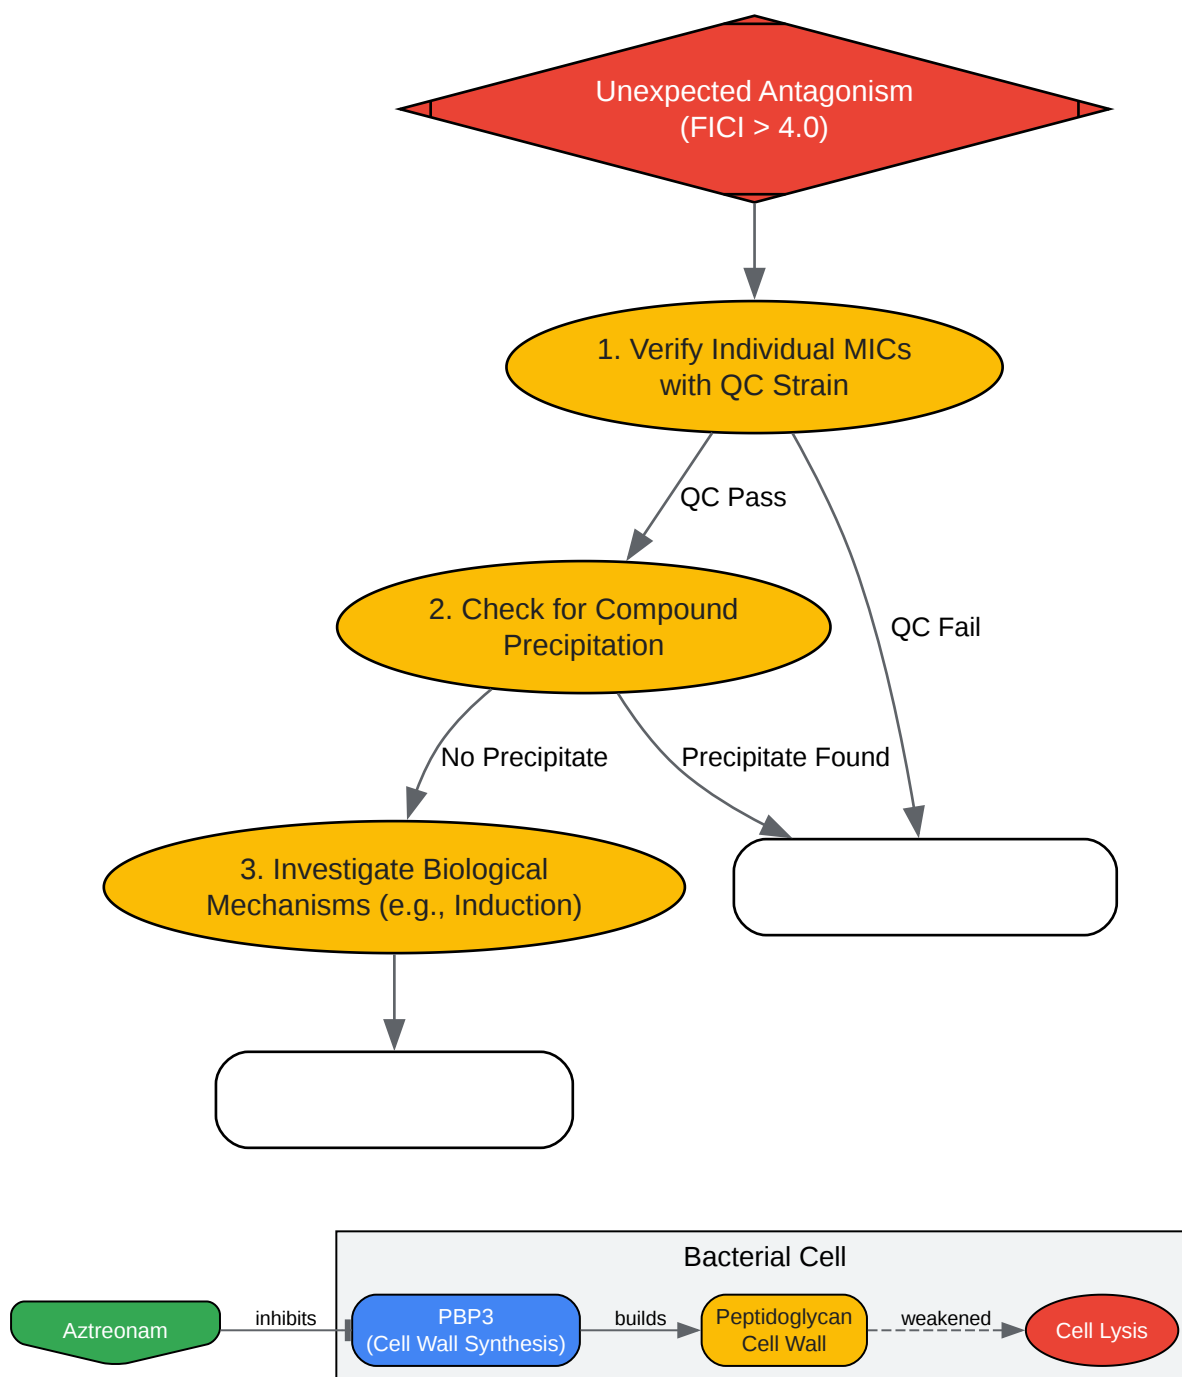 Unexpected Antagonism
(FICI > 4.0)
1. Verify Individual MICs
with QC Strain
QC Pass
QC Fail
2. Check for Compound
Precipitation
No Precipitate
Precipitate Found
3. Investigate Biological
Mechanisms (e.g., Induction)
Bacterial Cell
Aztreonam
inhibits
PBP3
(Cell Wall Synthesis)
builds
Peptidoglycan
Cell Wall
weakened
Cell Lysis